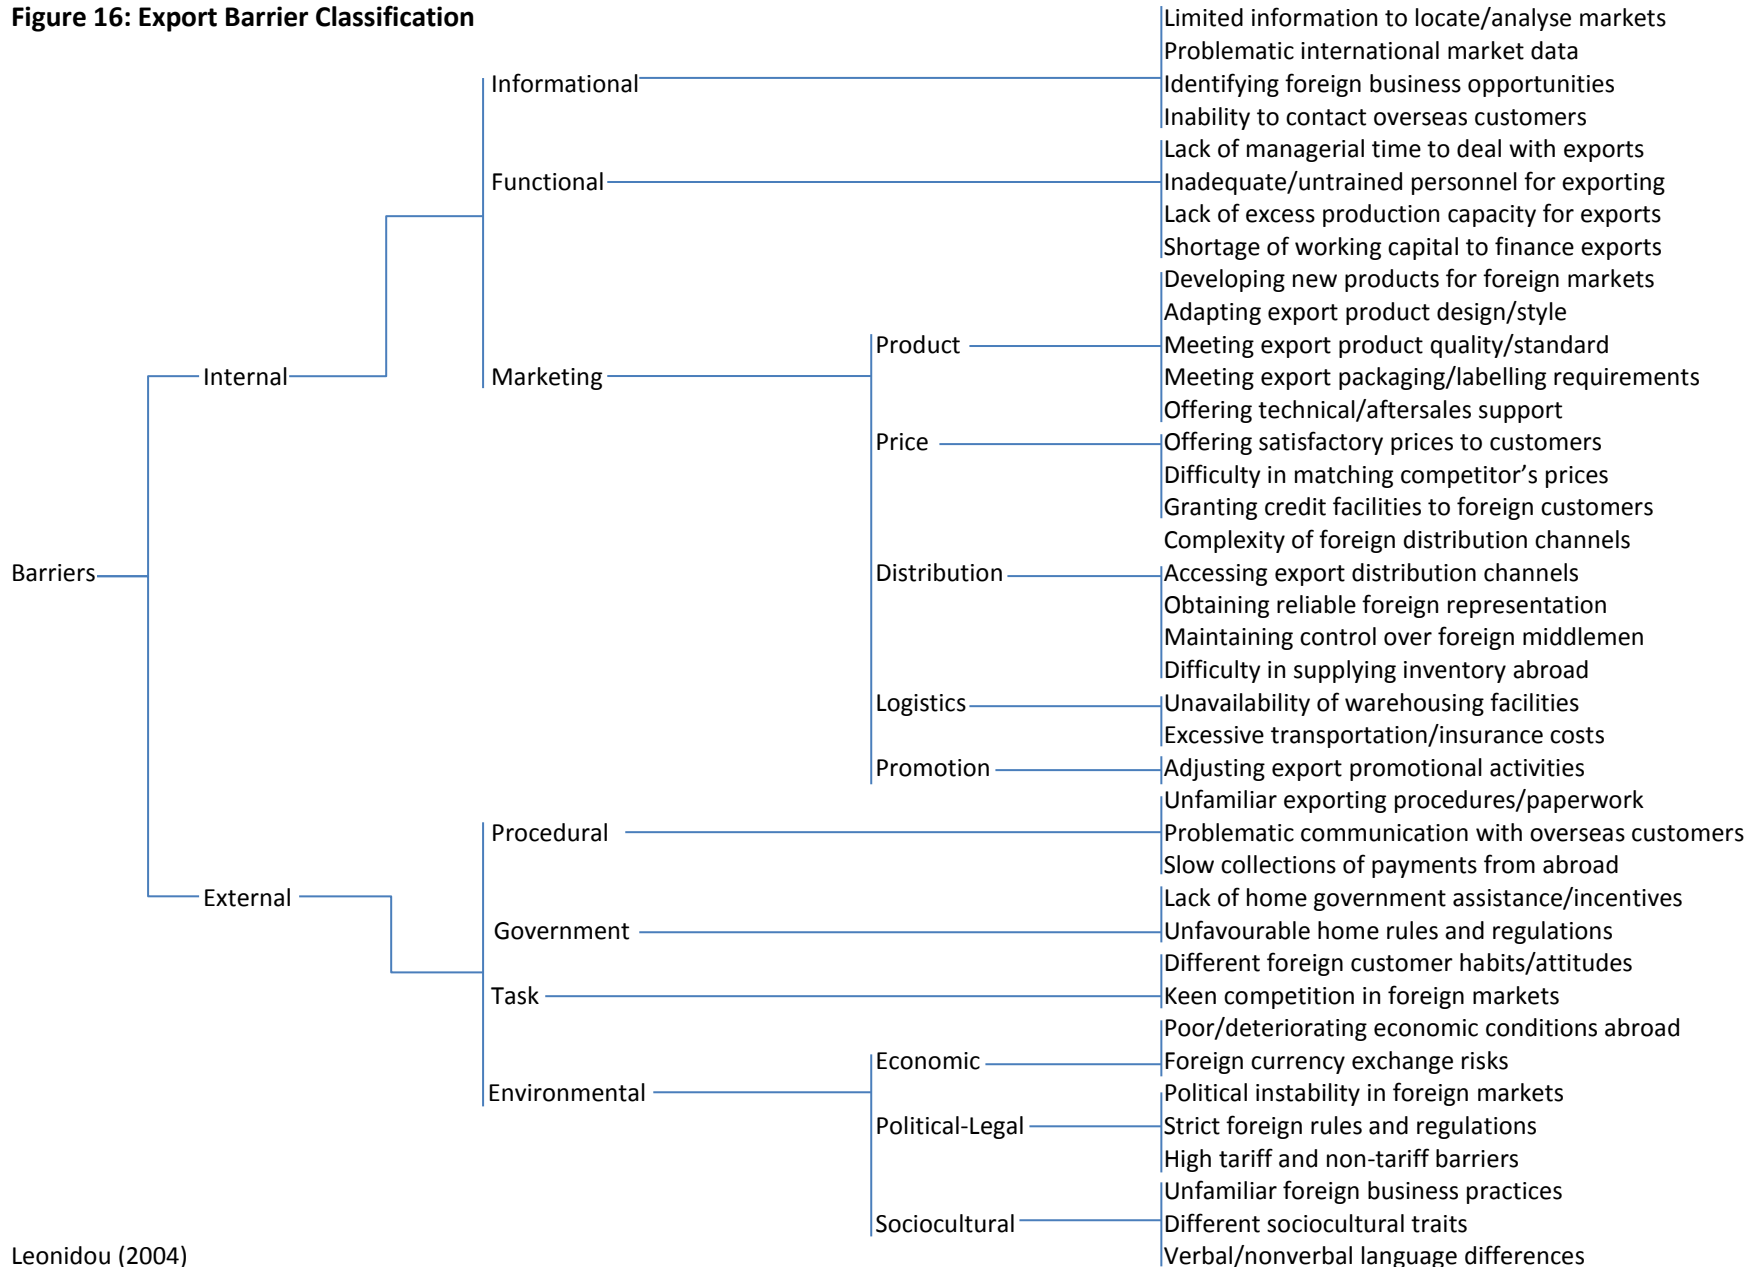 Figure 16: Export Barrier Classification
Limited information to locate/analyse markets
Problematic international market data
Informational
Identifying foreign business opportunities
Inability to contact overseas customers
Lack of managerial time to deal with exports
Functional
Inadequate/untrained personnel for exporting
Lack of excess production capacity for exports
Shortage of working capital to finance exports
Developing new products for foreign markets
Adapting export product design/style
Product
Meeting export product quality/standard
Internal
Marketing
Meeting export packaging/labelling requirements
Offering technical/aftersales support
Price
Offering satisfactory prices to customers
Difficulty in matching competitor’s prices
Granting credit facilities to foreign customers
Complexity of foreign distribution channels
Barriers
Distribution
Accessing export distribution channels
Obtaining reliable foreign representation
Maintaining control over foreign middlemen
Difficulty in supplying inventory abroad
Logistics
Unavailability of warehousing facilities
Excessive transportation/insurance costs
Promotion
Adjusting export promotional activities
Unfamiliar exporting procedures/paperwork
Procedural
Problematic communication with overseas customers
Slow collections of payments from abroad
External
Lack of home government assistance/incentives
Government
Unfavourable home rules and regulations
Different foreign customer habits/attitudes
Task
Keen competition in foreign markets
Poor/deteriorating economic conditions abroad
Economic
Foreign currency exchange risks
Environmental
Political instability in foreign markets
Political-Legal
Strict foreign rules and regulations
High tariff and non-tariff barriers
Unfamiliar foreign business practices
Sociocultural
Different sociocultural traits
Leonidou (2004)
Verbal/nonverbal language differences